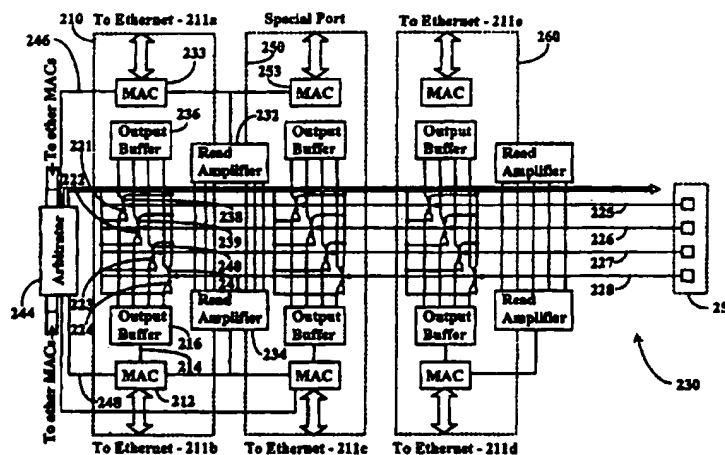 210 To Ethernet - 211a Special Port To Ethernet - 211e
246 233 250 260
253
MAC MAC MAC
To other MACs
236 232
Output Buffer Output Buffer Output Buffer
Read Amplifier Read Amplifier
221
222
238 225
226
239 227
240
241 228
223
224
Arbitrator
244
Output Buffer Read Amplifier Output Buffer Output Buffer Read Amplifier
216 234
214
MAC MAC MAC
212
248
230
To other MACs
To Ethernet - 211b To Ethernet - 211c To Ethernet - 211d